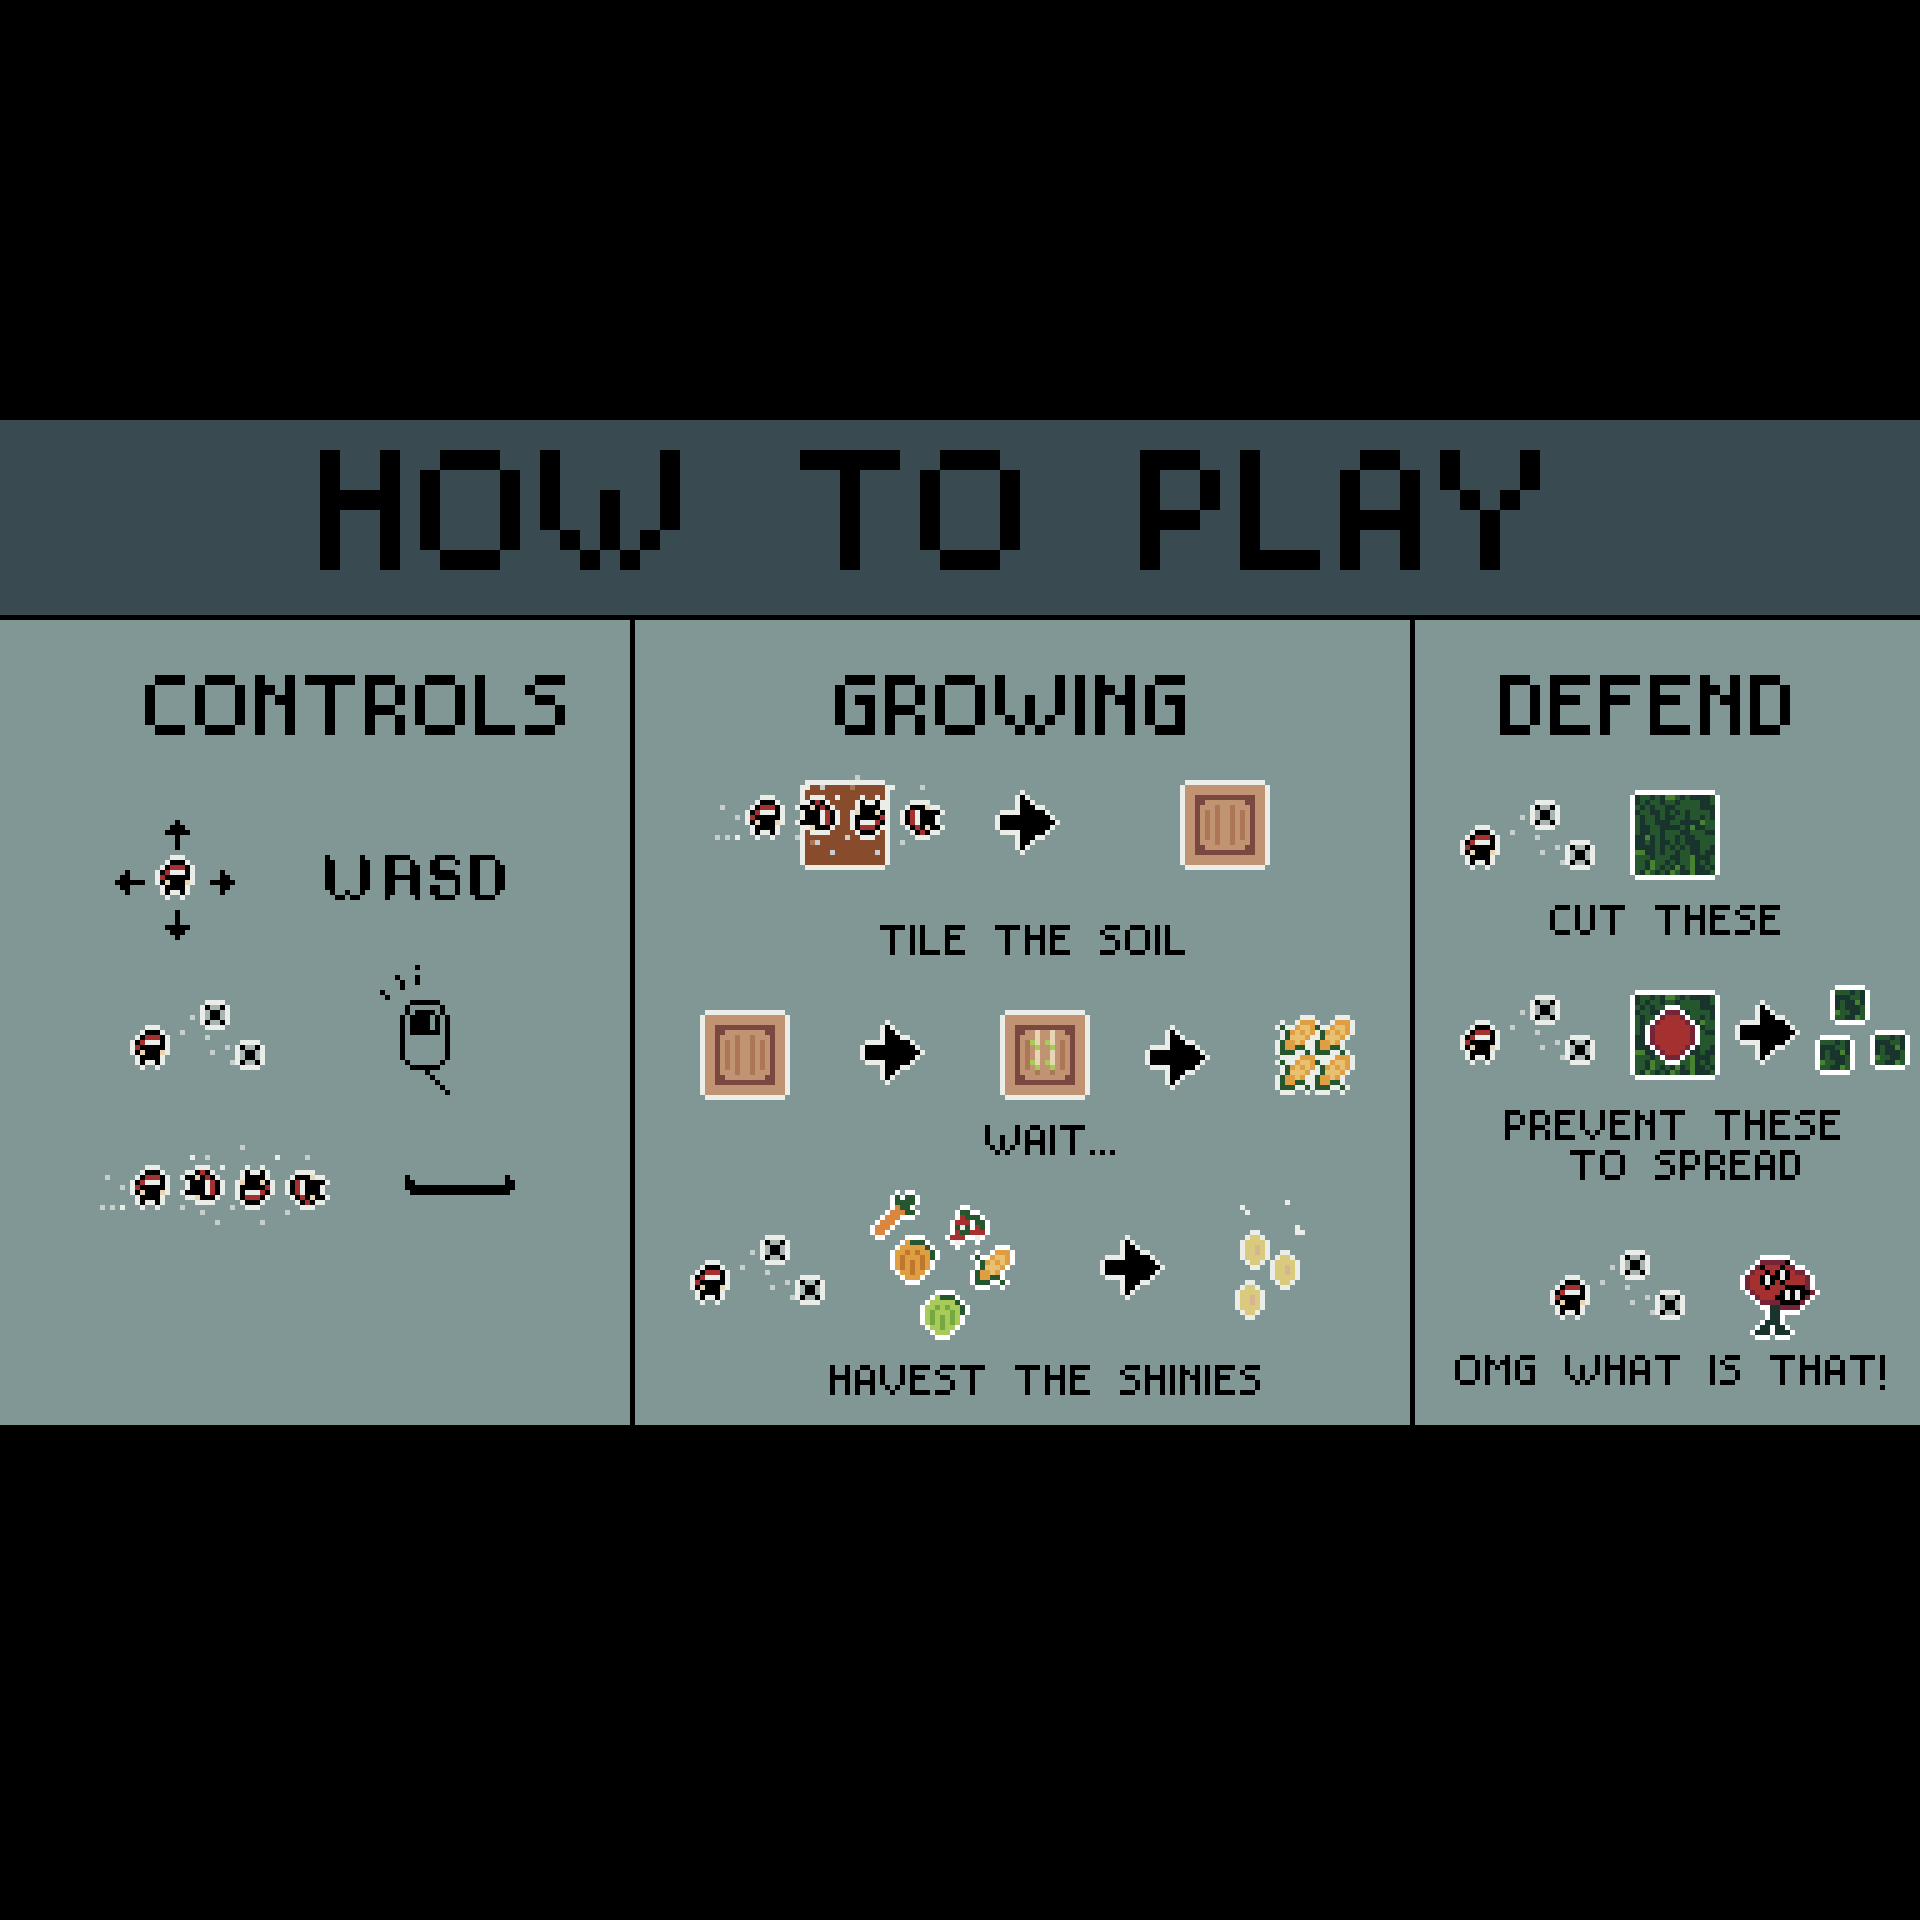 HOW TO PLAY
CONTROLS
WASD
GROWING
TILE THE SOIL
WAIT...
HAVEST THE SHINIES
DEFEND
CUT THESE
PREVENT THESE
TO SPREAD
OMG WHAT IS THAT!